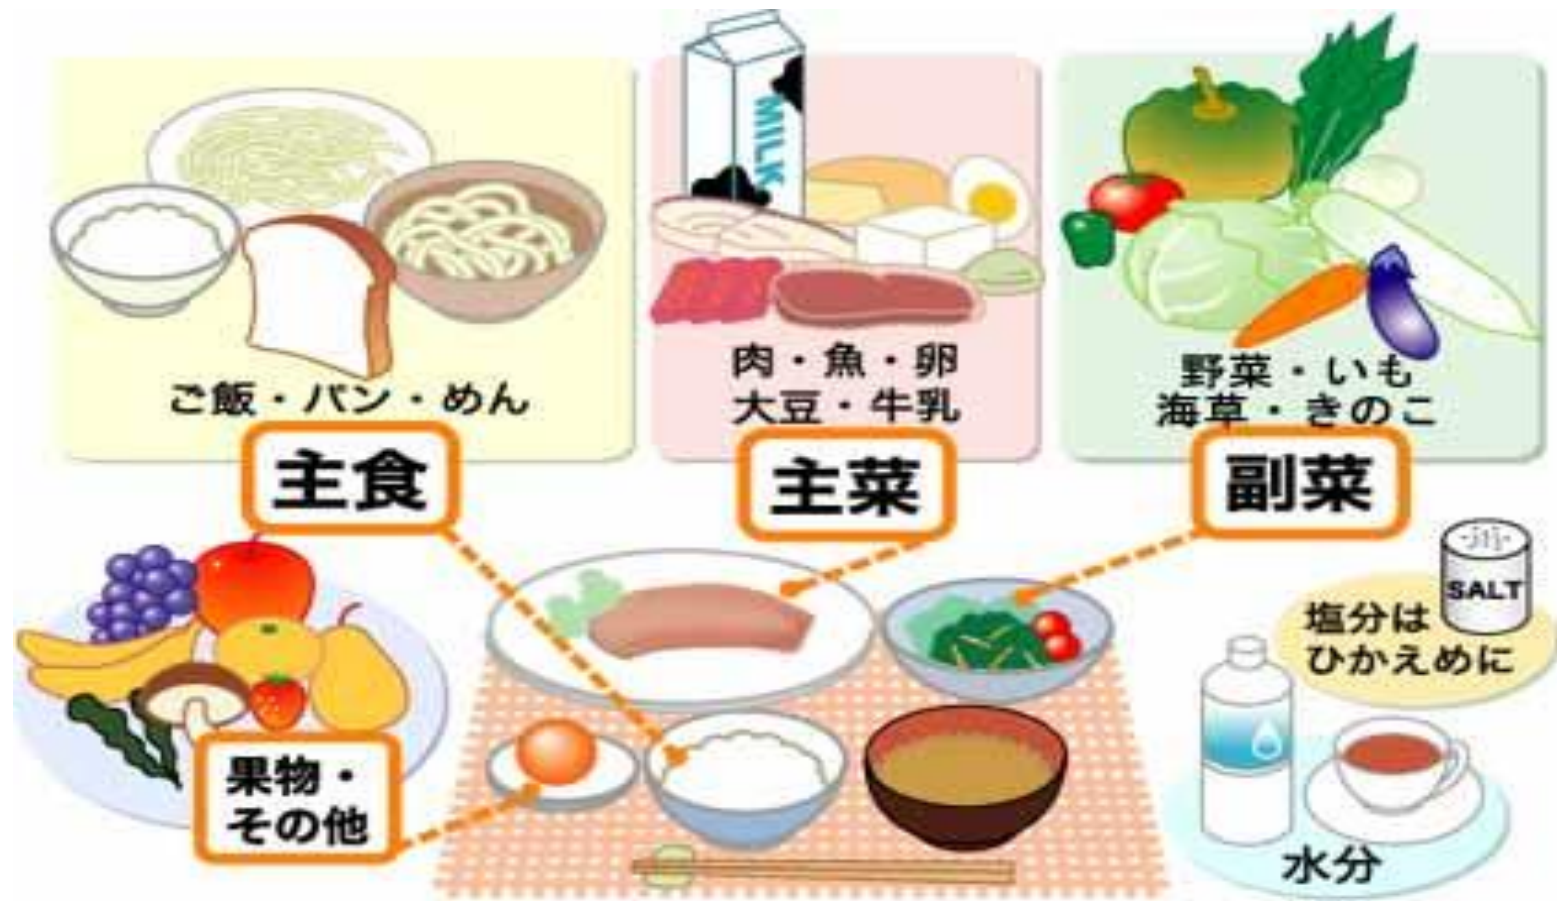 MILK
ご飯・パン・めん
肉・魚・卵
大豆・牛乳
野菜・いも
海草・きのこ
主食
主菜
副菜
SALT
塩分は
ひかえめに
果物・
その他
水分